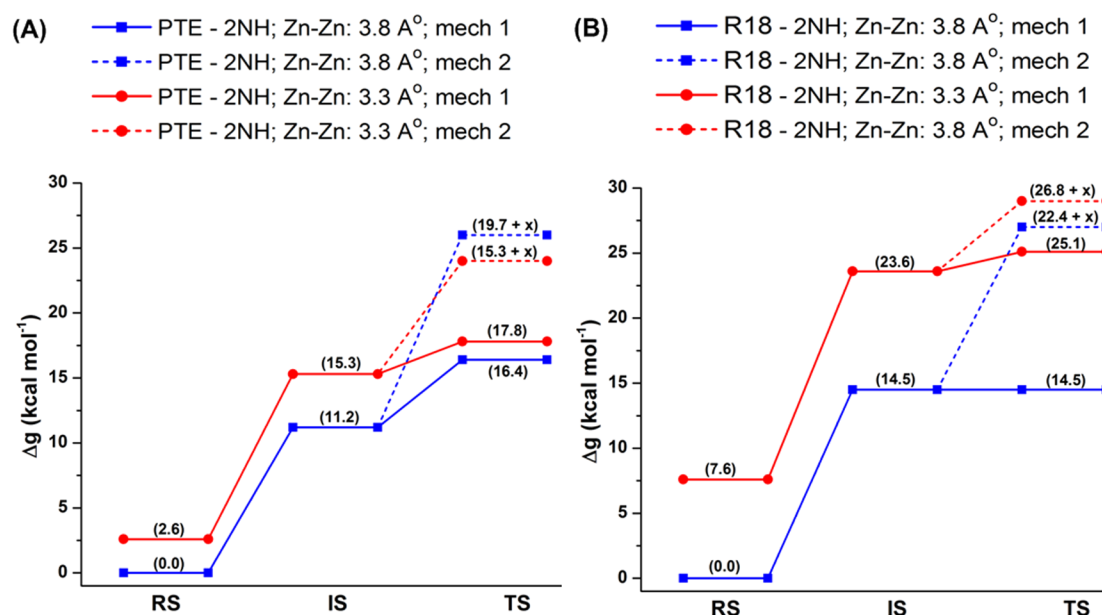 (A)
PTE - 2NH; Zn-Zn: 3.8 A°; mech 1
PTE - 2NH; Zn-Zn: 3.8 A°; mech 2
PTE - 2NH; Zn-Zn: 3.3 A°; mech 1
PTE - 2NH; Zn-Zn: 3.3 A°; mech 2
Δg (kcal mol⁻¹)
30
25
20
15
10
5
0
(19.7 + x)
(15.3 + x)
(17.8)
(16.4)
(15.3)
(11.2)
(2.6)
(0.0)
RS IS TS
(B)
R18 - 2NH; Zn-Zn: 3.8 A°; mech 1
R18 - 2NH; Zn-Zn: 3.8 A°; mech 2
R18 - 2NH; Zn-Zn: 3.3 A°; mech 1
R18 - 2NH; Zn-Zn: 3.8 A°; mech 2
Δg (kcal mol⁻¹)
30
25
20
15
10
5
0
(26.8 + x)
(22.4 + x)
(25.1)
(23.6)
(14.5)
(14.5)
(7.6)
(0.0)
RS IS TS